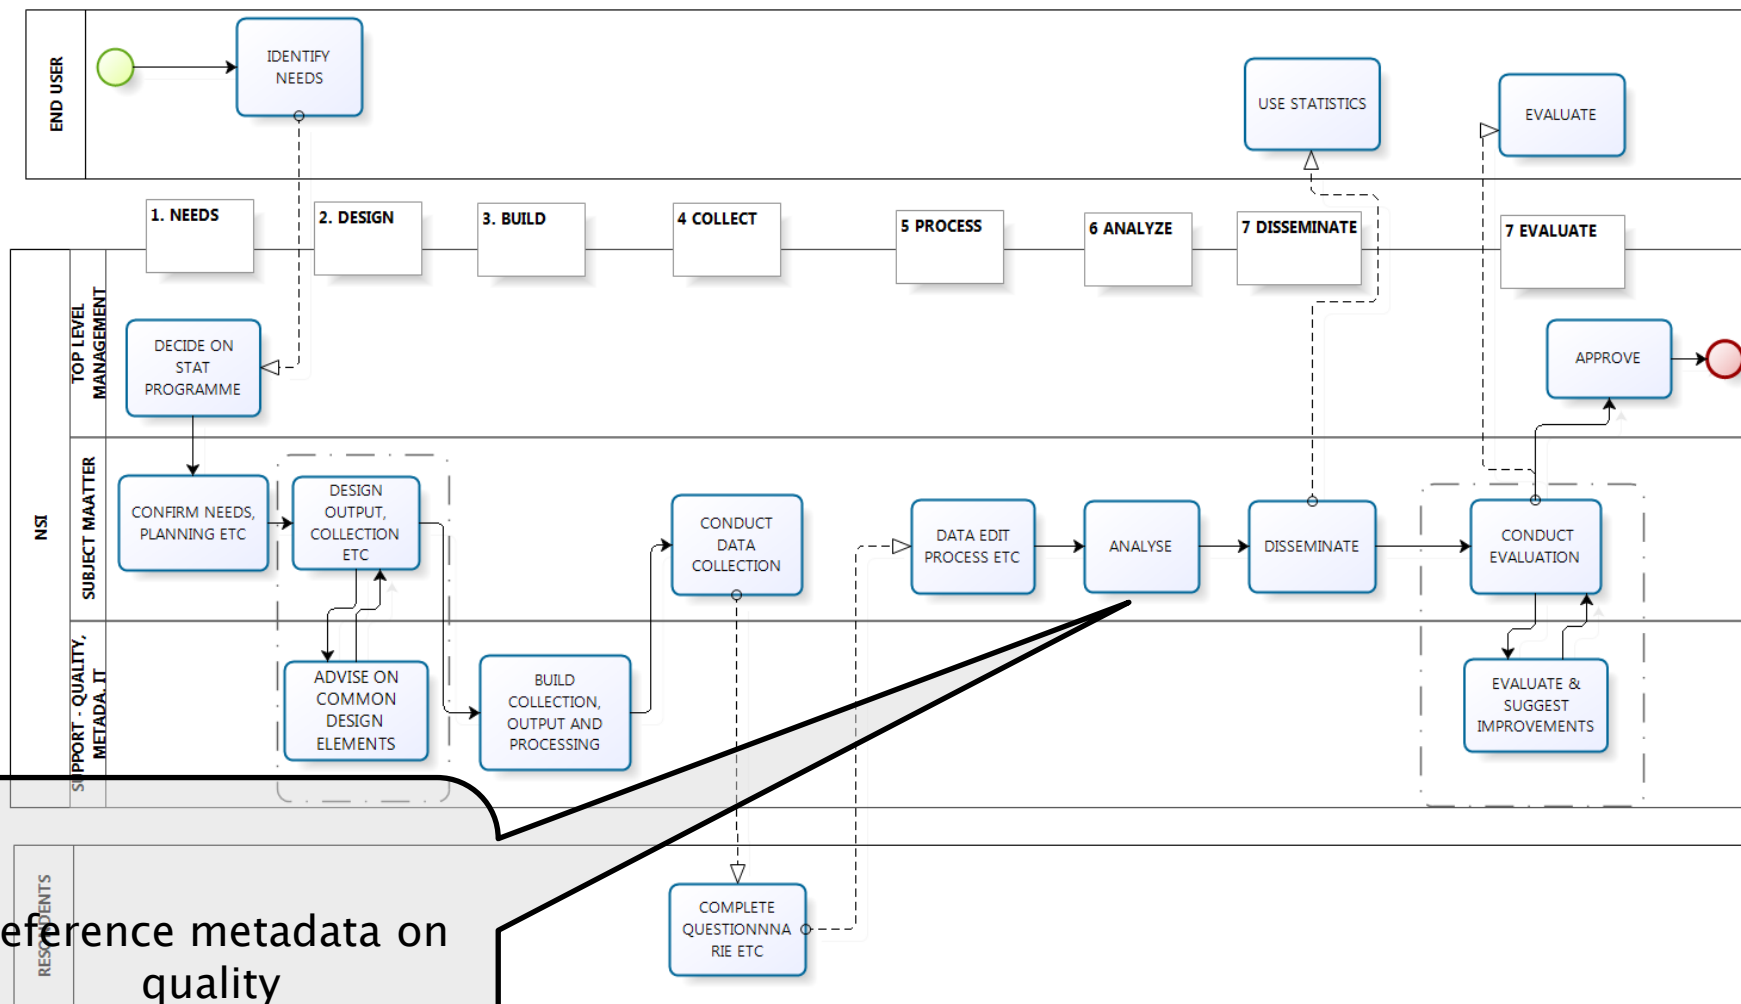 END USER
IDENTIFY
NEEDS
USE STATISTICS
EVALUATE
1. NEEDS
2. DESIGN
3. BUILD
4 COLLECT
5 PROCESS
6 ANALYZE
7 DISSEMINATE
7 EVALUATE
NSI
TOP LEVEL
MANAGEMENT
DECIDE ON
STAT
PROGRAMME
APPROVE
SUBJECT MAATTER
CONFIRM NEEDS,
PLANNING ETC
DESIGN
OUTPUT,
COLLECTION
ETC
CONDUCT
DATA
COLLECTION
DATA EDIT
PROCESS ETC
ANALYSE
DISSEMINATE
CONDUCT
EVALUATION
SUPPORT - QUALITY,
METADA, IT
ADVISE ON
COMMON
DESIGN
ELEMENTS
BUILD
COLLECTION,
OUTPUT AND
PROCESSING
EVALUATE &
SUGGEST
IMPROVEMENTS
RESONDENTS
COMPLETE
QUESTIONNNA
RIE ETC
eference metadata on
quality